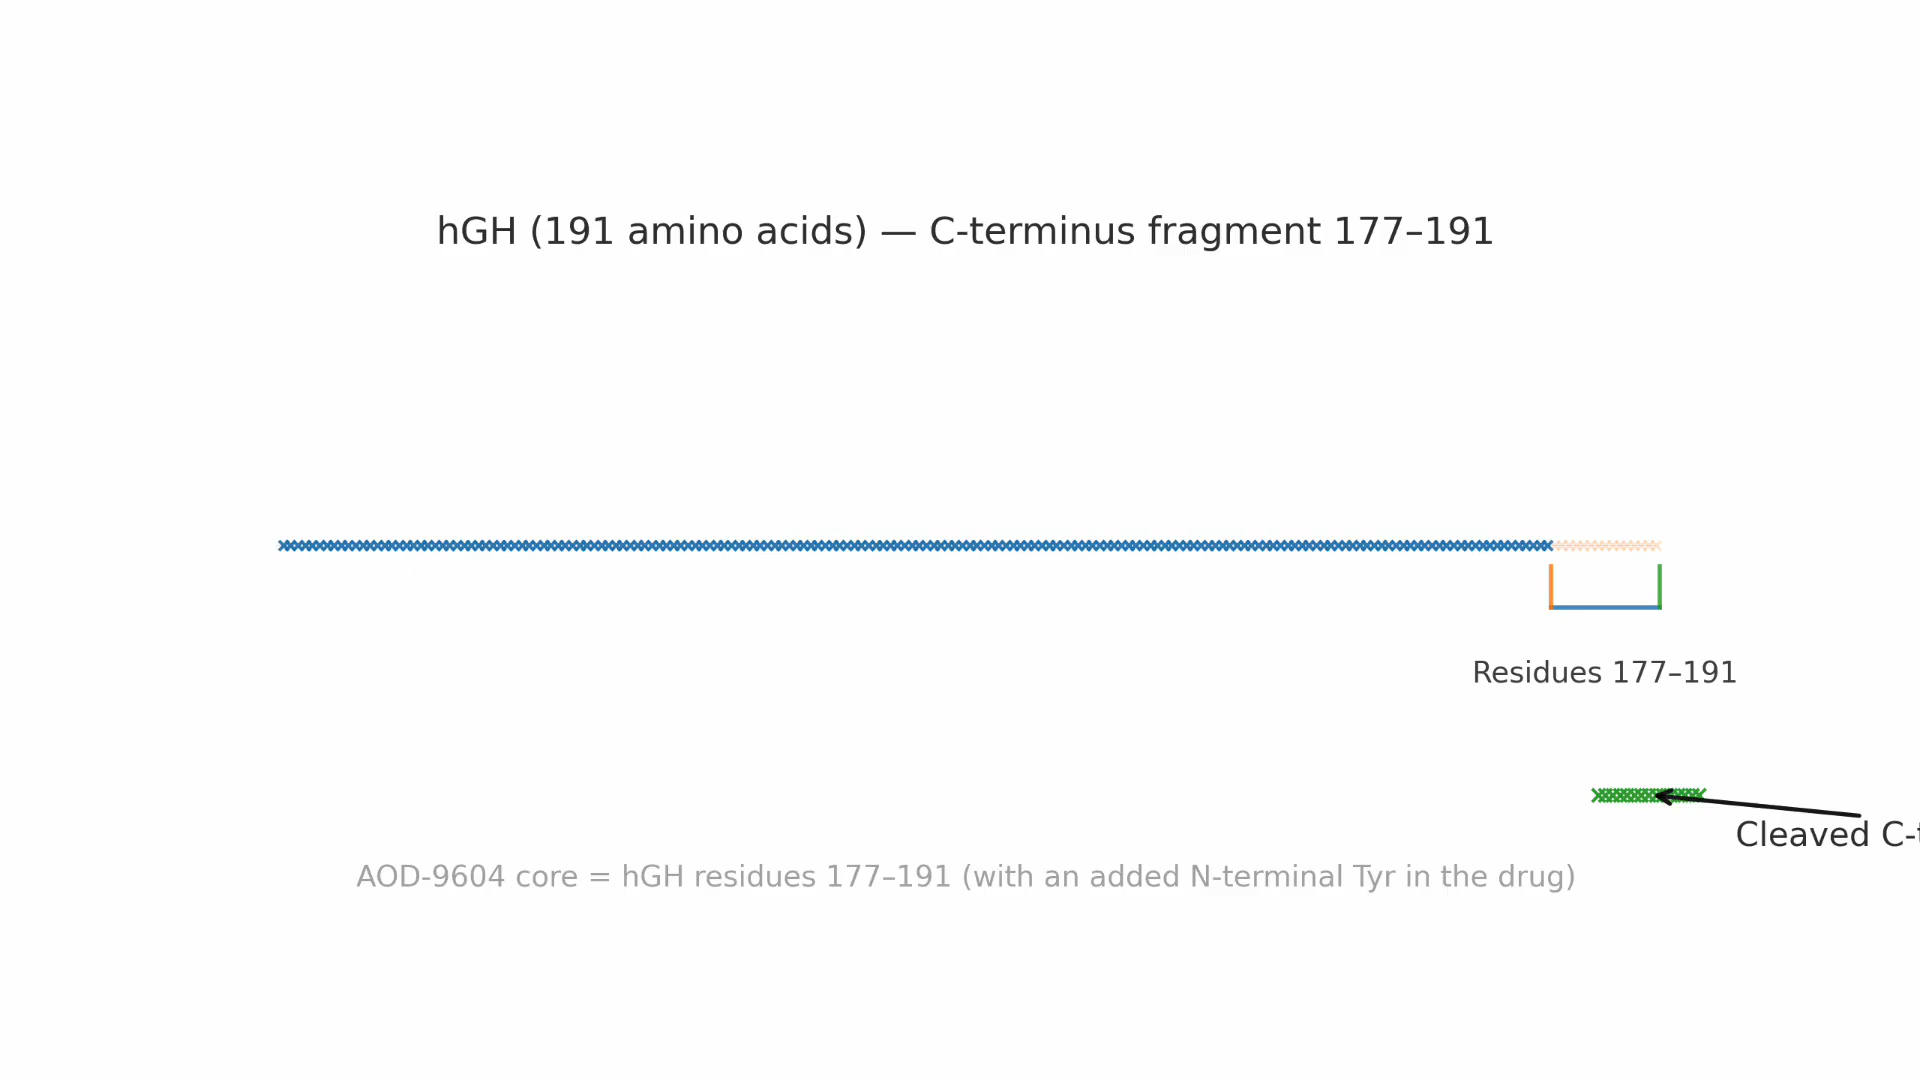 hGH (191 amino acids) — C-terminus fragment 177–191
Residues 177–191
Cleaved
AOD-9604 core = hGH residues 177–191 (with an added N-terminal Tyr in the drug)